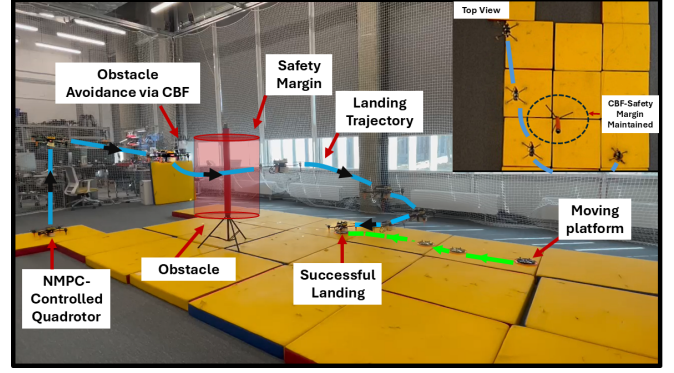 Top View
Safety
Margin
Obstacle
Avoidance via CBF
Landing
Trajectory
CBF-Safety
Margin
Maintained
Moving
platform
Obstacle
Successful
Landing
NMPC-
Controlled
Quadrotor